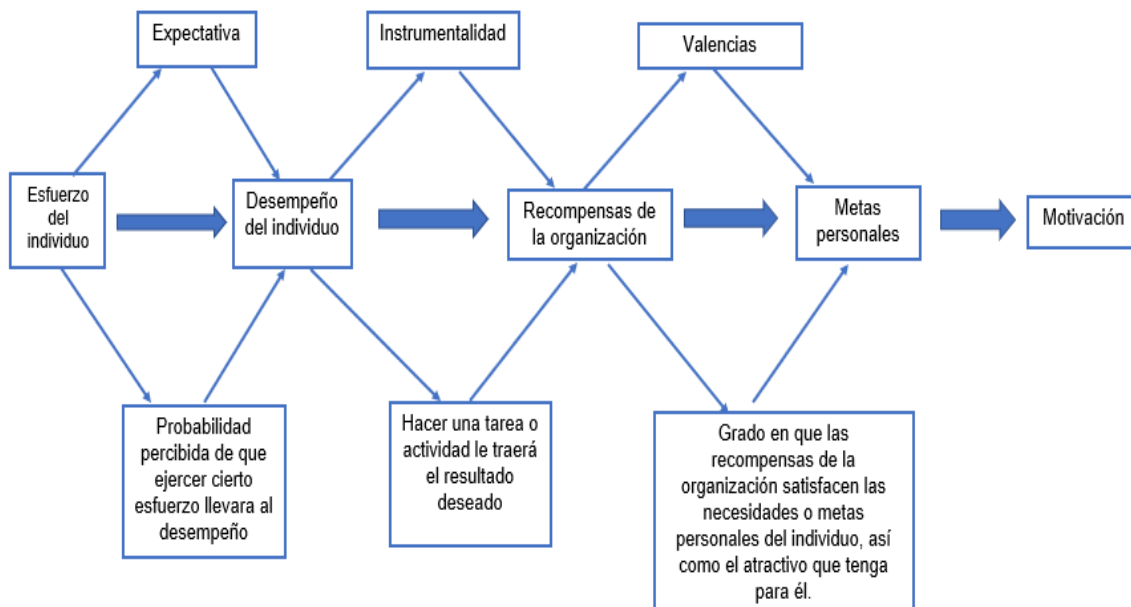 Expectativa
Instrumentalidad
Valencias
Esfuerzo
del
individuo
Desempeño
del individuo
Recompensas de
la organización
Metas
personales
Motivación
Probabilidad
percibida de que
ejercer cierto
esfuerzo llevara al
desempeño
Hacer una tarea o
actividad le traerá
el resultado
deseado
Grado en que las
recompensas de la
organización satisfacen las
necesidades o metas
personales del individuo, así
como el atractivo que tenga
para él.